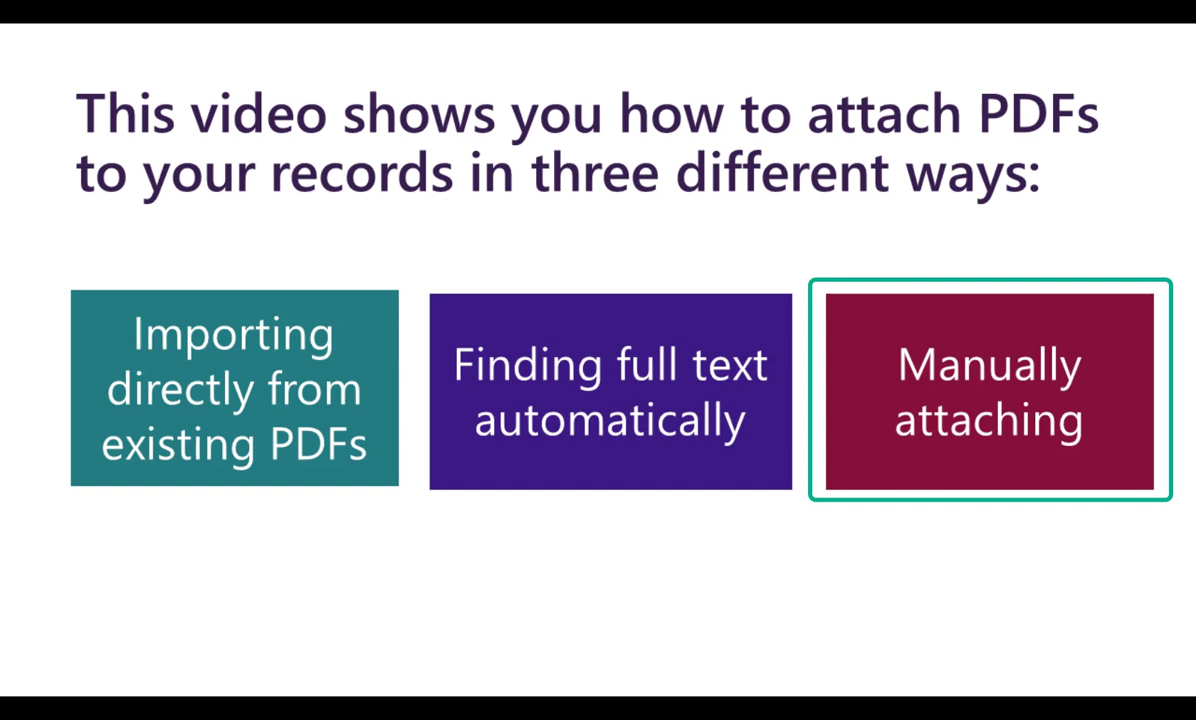 This video shows you how to attach PDFs
to your records in three different ways:
Importing
directly from
existing PDFs
Finding full text
automatically
Manually
attaching